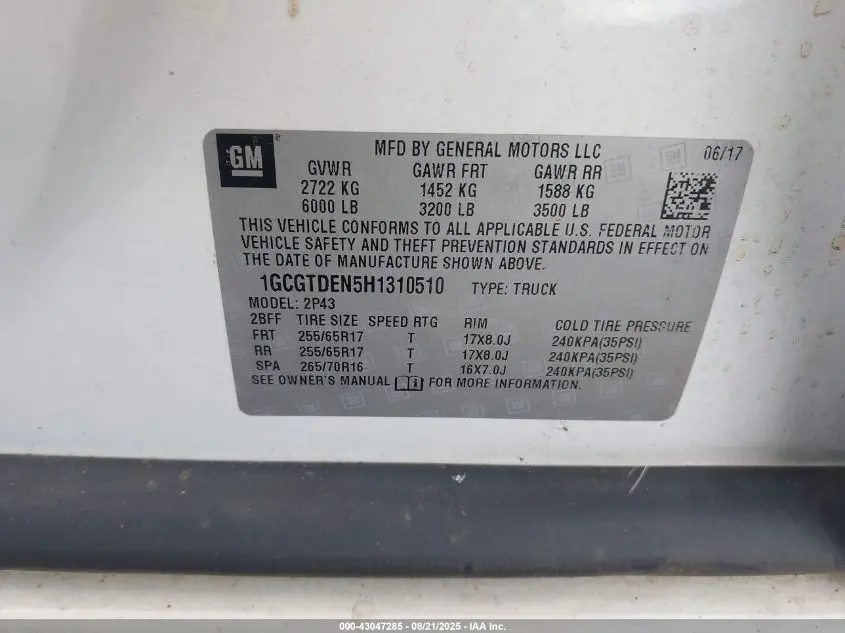 GM
MFD BY GENERAL MOTORS LLC
06/17
GVWR GAWR FRT GAWR RR
2722 KG 1452 KG 1588 KG
6000 LB 3200 LB 3500 LB
THIS VEHICLE CONFORMS TO ALL APPLICABLE U.S. FEDERAL MOTOR
VEHICLE SAFETY AND THEFT PREVENTION STANDARDS IN EFFECT ON
THE DATE OF MANUFACTURE SHOWN ABOVE.
1GCGTDEN5H1310510 TYPE: TRUCK
MODEL: 2P43
2BFF TIRE SIZE SPEED RTG RIM COLD TIRE PRESSURE
FRT 255/65R17 T 17X8.0J 240KPA(35PSI)
RR 255/65R17 T 17X8.0J 240KPA(35PSI)
SPA 265/70R16 T 16X7.0J 240KPA(35PSI)
SEE OWNER'S MANUAL FOR MORE INFORMATION.
000-43047285 - 08/21/2025 - IAA Inc.